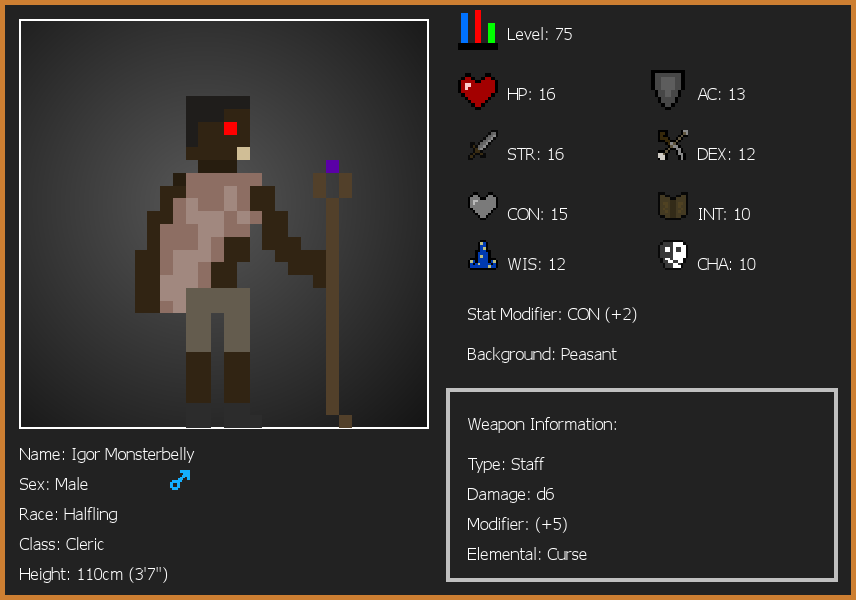 Level: 75
HP: 16
AC: 13
STR: 16
DEX: 12
CON: 15
INT: 10
WIS: 12
CHA: 10
Stat Modifier: CON (+2)
Background: Peasant
Weapon Information:
Type: Staff
Damage: d6
Modifier: (+5)
Elemental: Curse
Name: Igor Monsterbelly
Sex: Male
Race: Halfling
Class: Cleric
Height: 110cm (3'7")